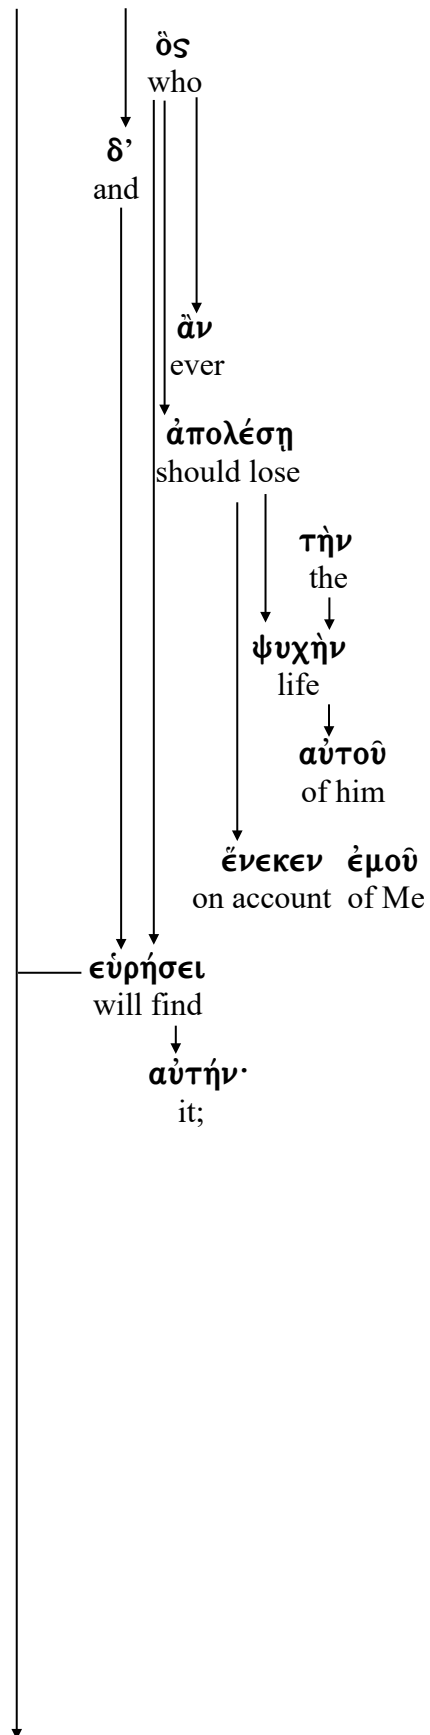 ὃς
who
δ’
and
ἂν
ever
ἀπολέσῃ
should lose
τὴν
the
ψυχὴν
life
αὐτοῦ
of him
ἕνεκεν ἐμοῦ
on account of Me
εὑρήσει
will find
αὐτήν·
it;